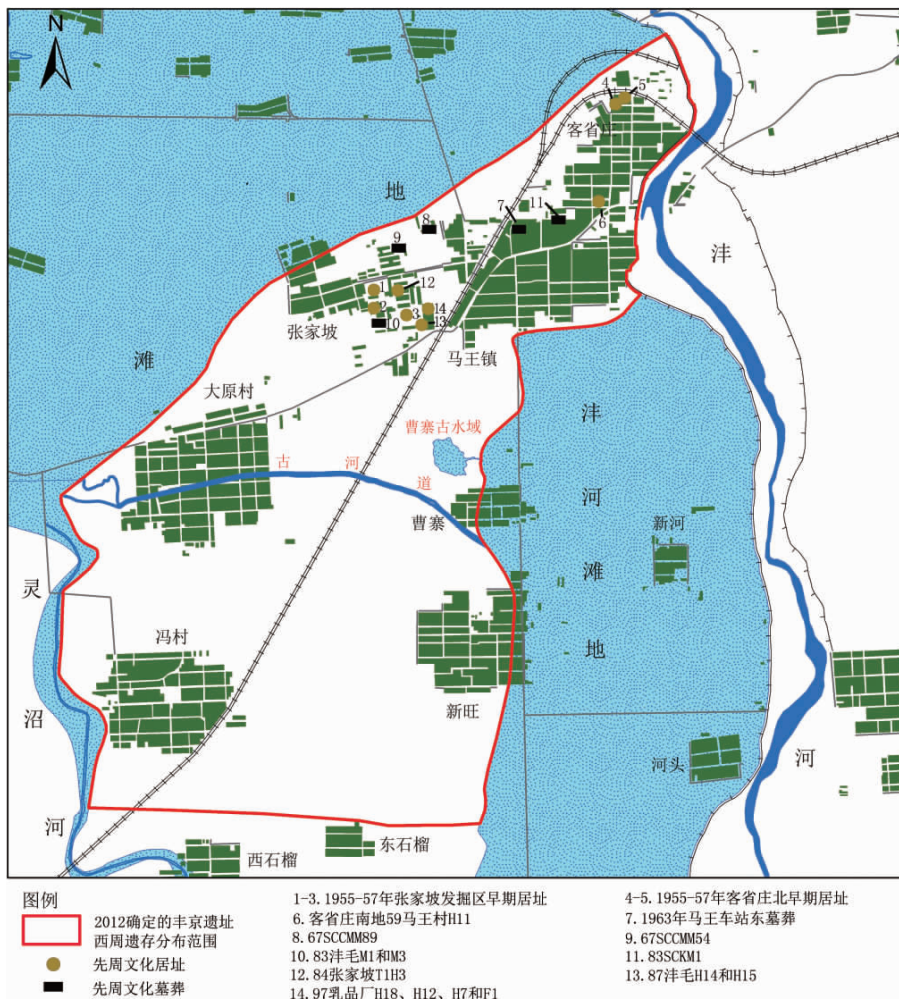 N
4
5
客省庄
地
7
11
8
6
9
沣
1
12
2
14
3
10
13
张家坡
马王镇
滩
大原村
沣
曹寨古水域
古
河
道
河
曹寨
新河
滩
灵
冯村
地
沼
新旺
河头
河
河
东石榴
西石榴
图例
2012确定的丰京遗址
西周遗存分布范围
先周文化居址
先周文化墓葬
1-3.1955-57年张家坡发掘区早期居址
4-5.1955-57年客省庄北早期居址
6.客省庄南地59马王村H11
7.1963年马王车站东墓葬
8.67SCCMM89
9.67SCCMM54
10.83沣毛M1和M3
11.83SCKM1
12.84张家坡T1H3
13.87沣毛H14和H15
14.97乳品厂H18、H12、H7和F1